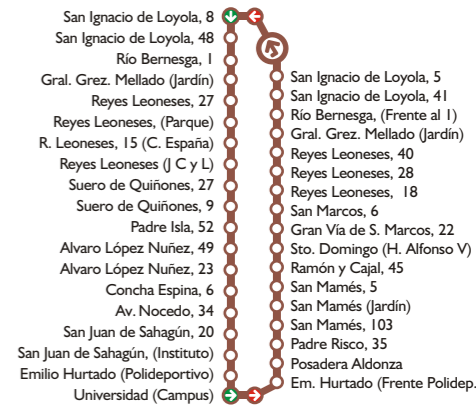 San Ignacio de Loyola, 8
San Ignacio de Loyola, 48
Río Bernesga, 1
Gral. Grez. Mellado (Jardín)
Reyes Leoneses, 27
Reyes Leoneses, (Parque)
R. Leoneses, 15 (C. España)
Reyes Leoneses (J C y L)
Suero de Quiñones, 27
Suero de Quiñones, 9
Padre Isla, 52
Alvaro López Nuñez, 49
Alvaro López Nuñez, 23
Concha Espina, 6
Av. Nocedo, 34
San Juan de Sahagún, 20
San Juan de Sahagún, (Instituto)
Emilio Hurtado (Polideportivo)
Universidad (Campus)
San Ignacio de Loyola, 5
San Ignacio de Loyola, 41
Río Bernesga, (Frente al 1)
Gral. Grez. Mellado (Jardín)
Reyes Leoneses, 40
Reyes Leoneses, 28
Reyes Leoneses, 18
San Marcos, 6
Gran Vía de S. Marcos, 22
Sto. Domingo (H. Alfonso V)
Ramón y Cajal, 45
San Mamés, 5
San Mamés (Jardín)
San Mamés, 103
Padre Risco, 35
Posadera Aldonza
Em. Hurtado (Frente Polidep.